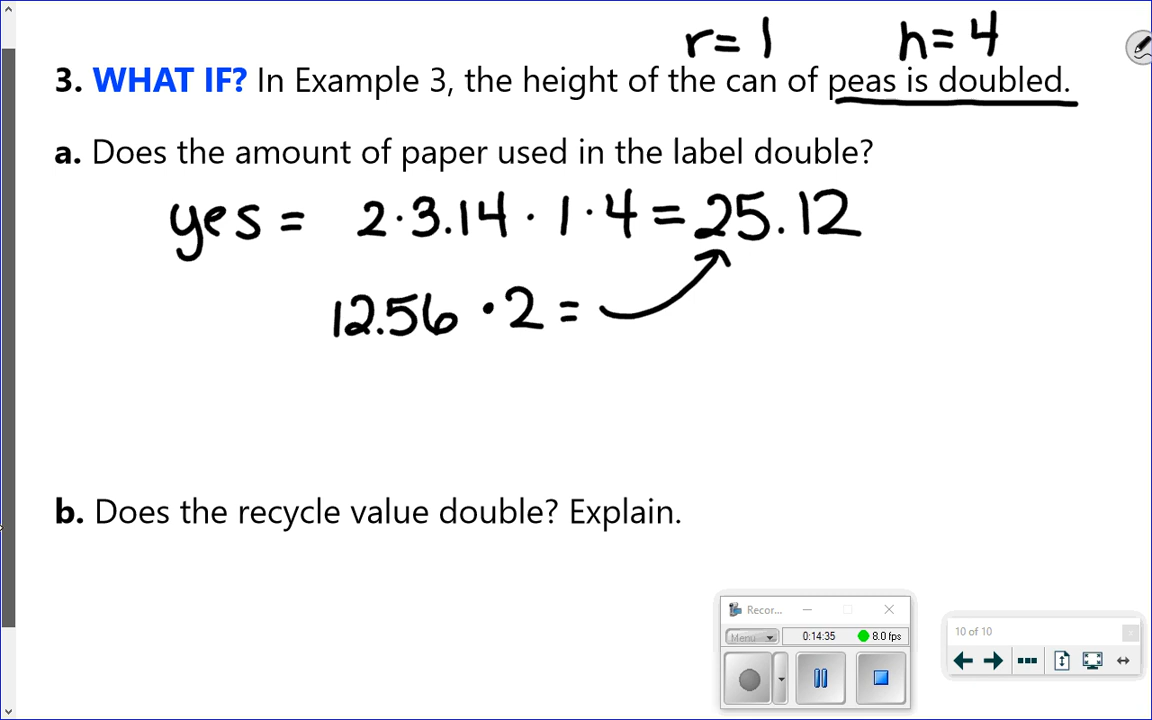 r= 1 h= 4
3. WHAT IF? In Example 3, the height of the can of peas is doubled.
a. Does the amount of paper used in the label double?
yes = 2·3.14 · 1·4 = 25.12
12.56 · 2 =
b. Does the recycle value double? Explain.
Recor...
Menu 0:14:35 8.0 fps
10 of 10